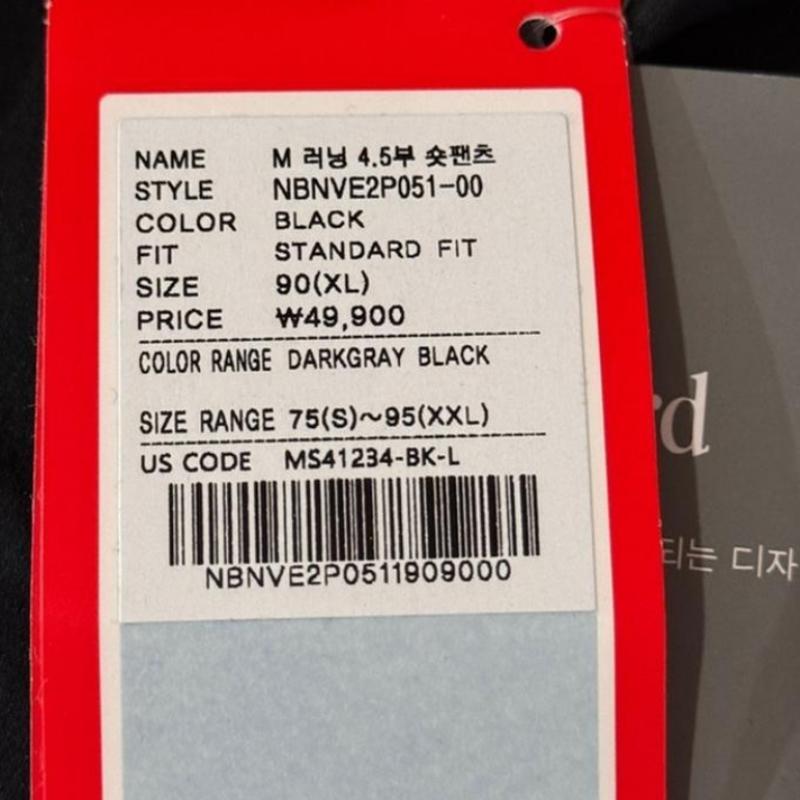 NAME M 러닝 4.5부 숏팬츠
STYLE NBNVE2P051-00
COLOR BLACK
FIT STANDARD FIT
SIZE 90(XL)
PRICE ₩49,900
COLOR RANGE DARKGRAY BLACK
SIZE RANGE 75(S)~95(XXL)
US CODE MS41234-BK-L
NBNVE2P0511909000
rd
되는 디자